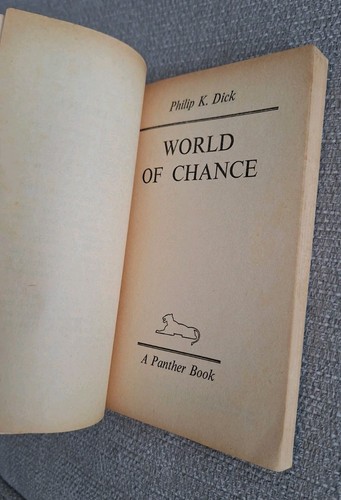 Philip K. Dick
WORLD
OF CHANCE
A Panther Book